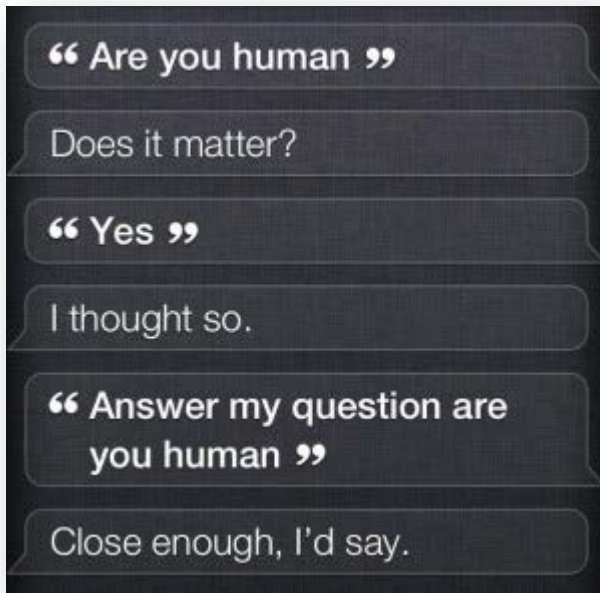 “ Are you human ”
Does it matter?
“ Yes ”
I thought so.
“ Answer my question are
you human ”
Close enough, I’d say.